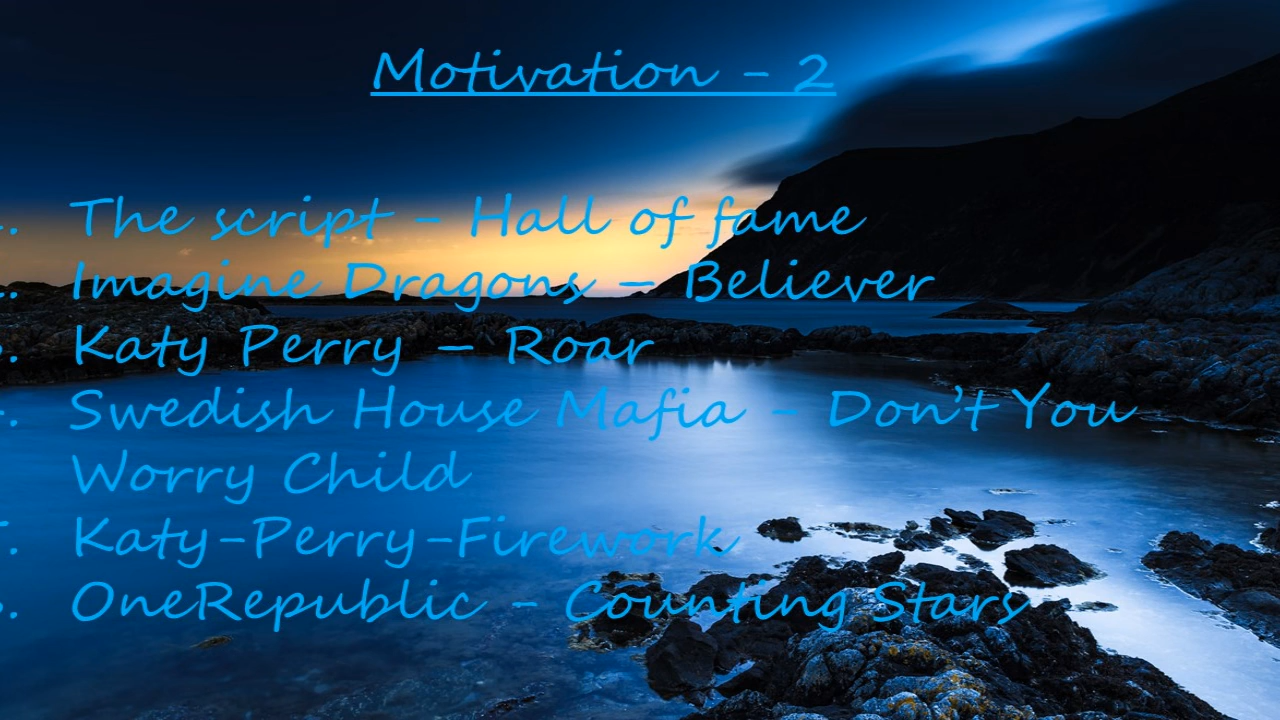 Motivation - 2
The script - Hall of fame
Imagine Dragons – Believer
Katy Perry – Roar
Swedish House Mafia - Don't You
Worry Child
Katy-Perry-Firework
OneRepublic - Counting Stars